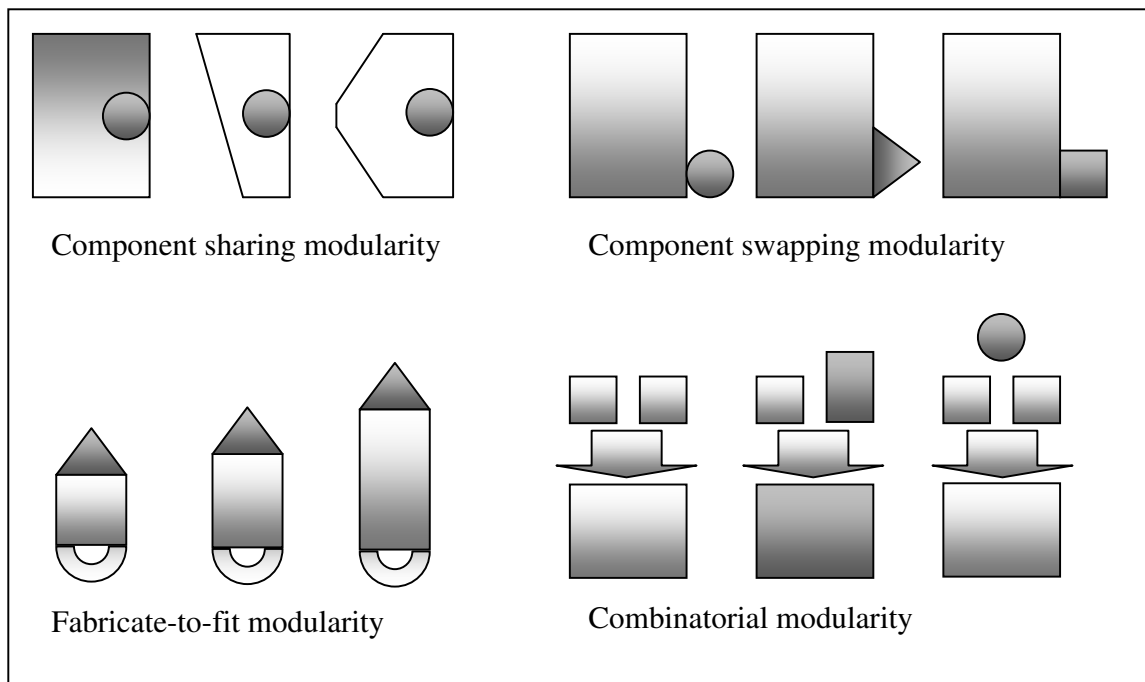 Component sharing modularity
Component swapping modularity
Fabricate-to-fit modularity
Combinatorial modularity